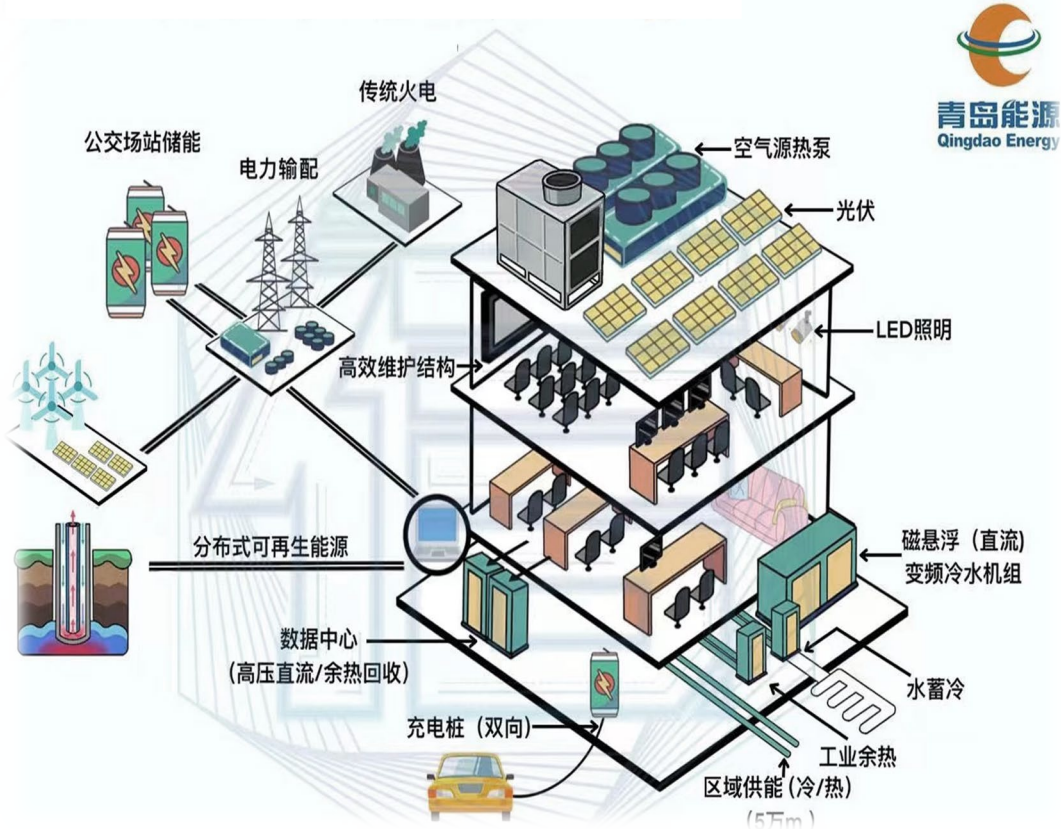 青岛能源
Qingdao Energy
传统火电
公交场站储能
电力输配
空气源热泵
光伏
LED照明
高效维护结构
磁悬浮（直流)
变频冷水机组
分布式可再生能源
数据中心
(高压直流/余热回收)
水蓄冷
充电桩（双向)
工业余热
区域供能(冷/热)
(5万m